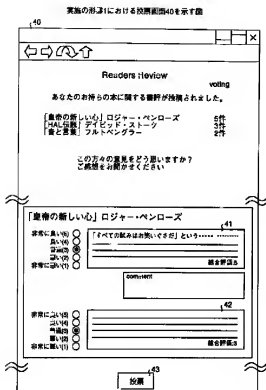 実施の形態1における投票画面40を示す図
40
Readers Review
voting
あなたのお持ちの本に関する書評が投稿されました。
「皇帝の新しい心」ロジャー・ペンローズ 5件
「HAL伝説」デイビッド・ストーク 3件
「音と言葉」フルトベングラー 2件
この方々の意見をどう思いますか?
ご感想をお聞かせください
「皇帝の新しい心」ロジャー・ペンローズ
41
非常に良い(5)
良い(4)
普通(3)
悪い(2)
非常に悪い(1)
「すべての試みはお笑いぐさだ」という
総合評価:5
comment
42
非常に良い(5)
良い(4)
普通(3)
悪い(2)
非常に悪い(1)
総合評価:3
43
投票